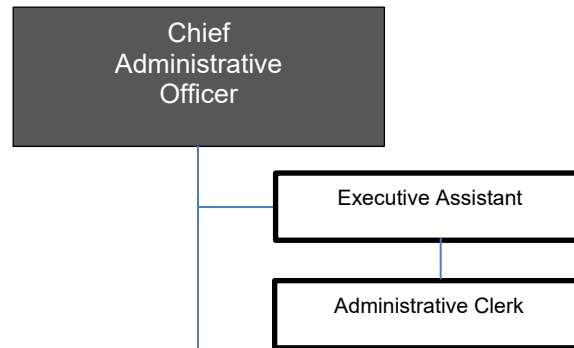 Chief
Administrative
Officer
Executive Assistant
Administrative Clerk